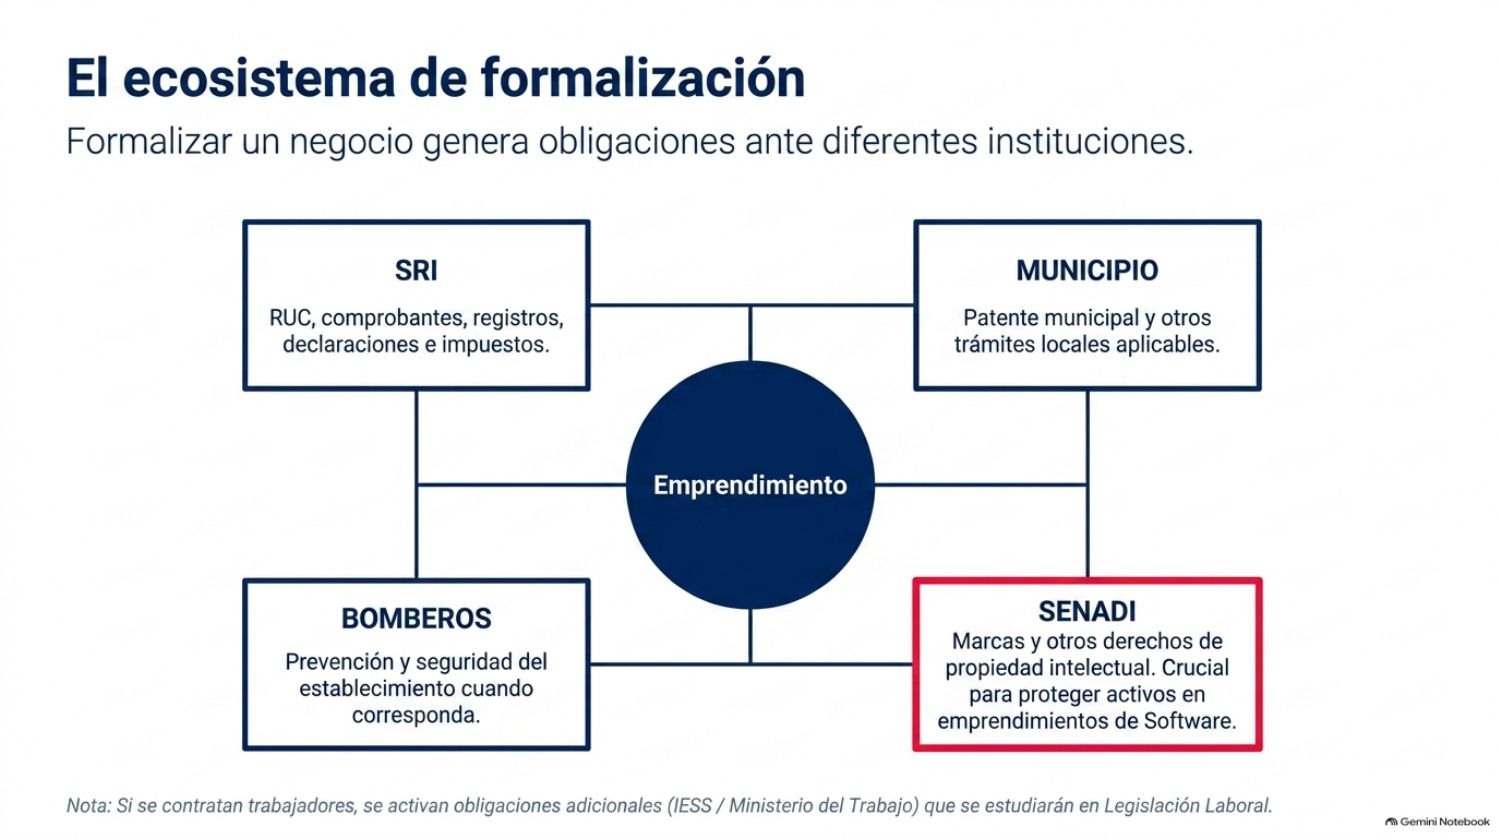 El ecosistema de formalización
Formalizar un negocio genera obligaciones ante diferentes instituciones.
SRI
RUC, comprobantes, registros,
declaraciones e impuestos.
MUNICIPIO
Patente municipal y otros
trámites locales aplicables.
Emprendimiento
BOMBEROS
Prevención y seguridad del
establecimiento cuando
corresponda.
SENADI
Marcas y otros derechos de
propiedad intelectual. Crucial
para proteger activos en
emprendimientos de Software.
Nota: Si se contratan trabajadores, se activan obligaciones adicionales (IESS / Ministerio del Trabajo) que se estudiarán en Legislación Laboral.
Gemini Notebook